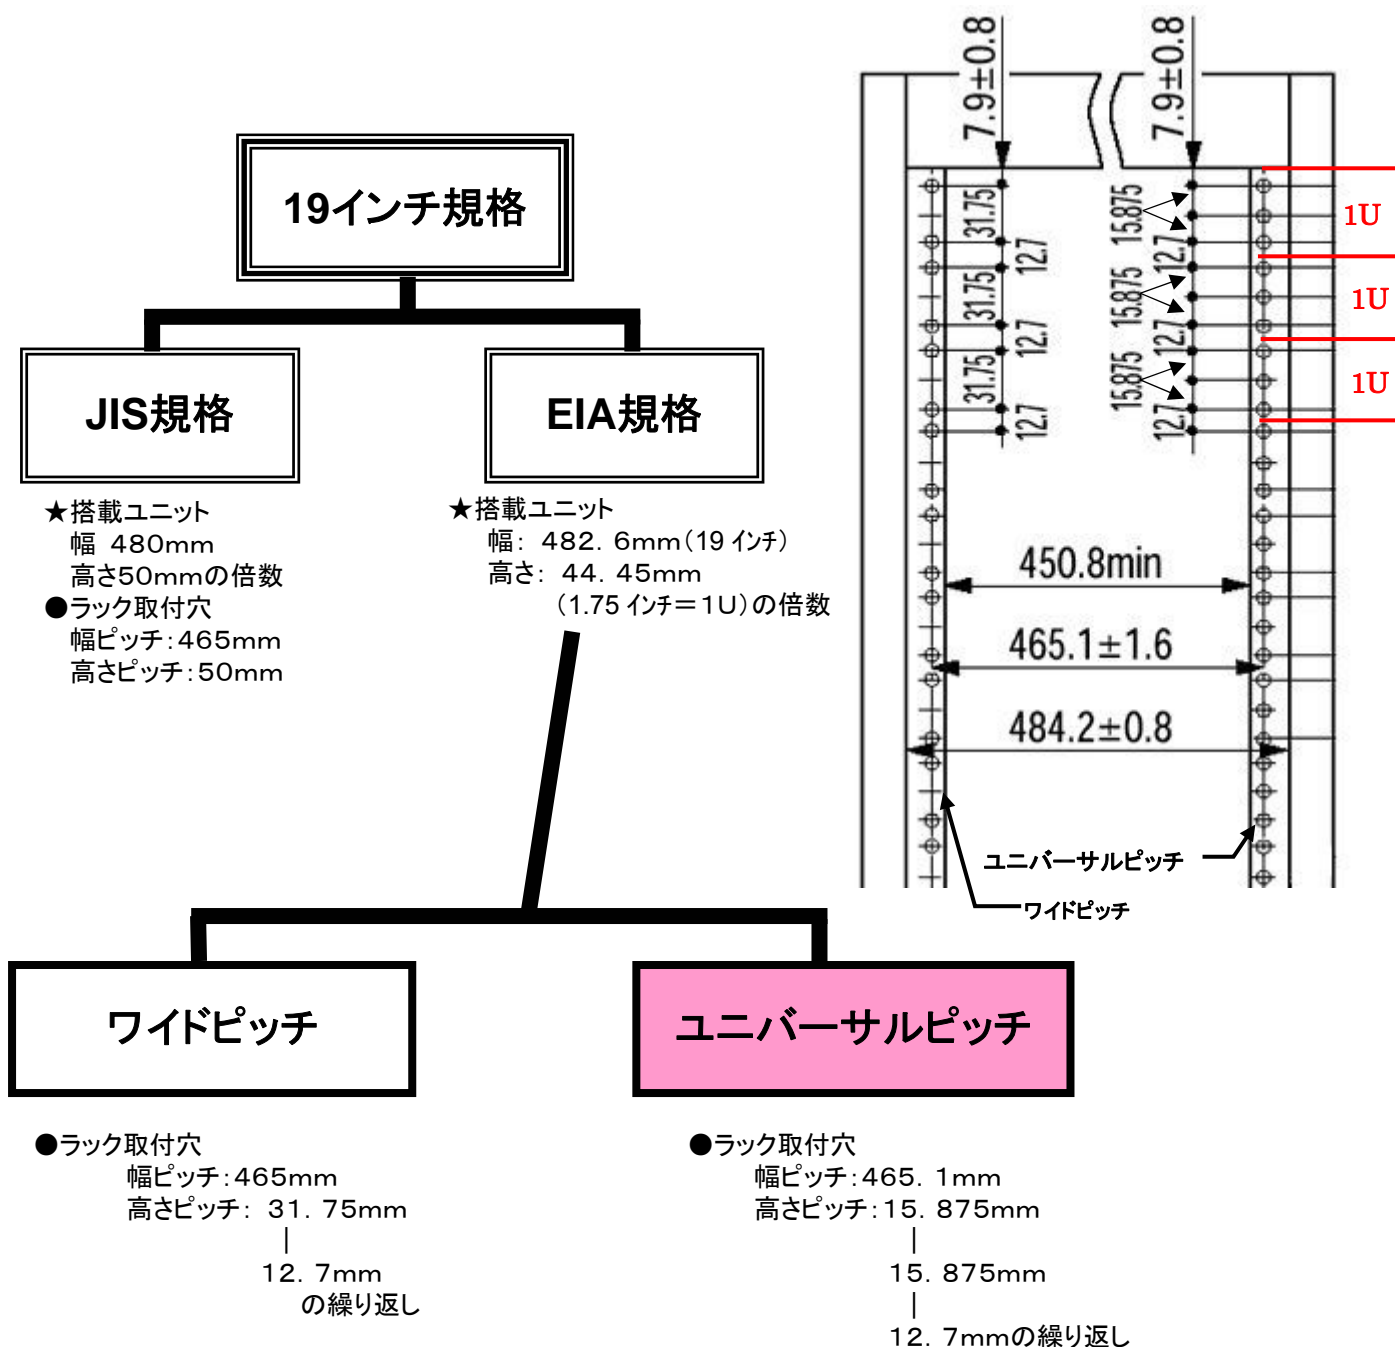 19インチ規格
JIS規格
EIA規格
★搭載ユニット
幅 480mm
高さ50mmの倍数
●ラック取付穴
幅ピッチ:465mm
高さピッチ:50mm
★搭載ユニット
幅: 482. 6mm(19 インチ)
高さ: 44. 45mm
(1.75 インチ=1U)の倍数
7.9±0.8
7.9±0.8
31.75
12.7
31.75
12.7
31.75
12.7
15.875
12.7
15.875
12.7
15.875
12.7
1U
1U
1U
450.8min
465.1±1.6
484.2±0.8
ユニバーサルピッチ
ワイドピッチ
ワイドピッチ
ユニバーサルピッチ
●ラック取付穴
幅ピッチ:465mm
高さピッチ: 31. 75mm
|
12. 7mm
の繰り返し
●ラック取付穴
幅ピッチ:465. 1mm
高さピッチ:15. 875mm
|
15. 875mm
|
12. 7mmの繰り返し